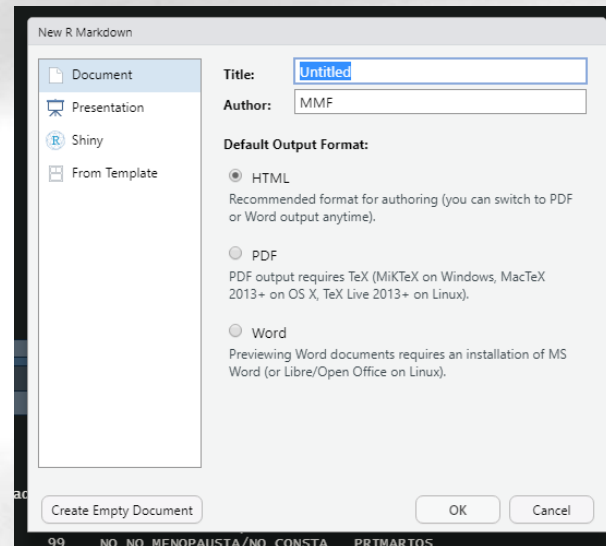 New R Markdown
Document
Presentation
R Shiny
From Template
Title: Untitled
Author: MMF
Default Output Format:
HTML
Recommended format for authoring (you can switch to PDF
or Word output anytime).
PDF
PDF output requires TeX (MiKTeX on Windows, MacTeX
2013+ on OS X, TeX Live 2013+ on Linux).
Word
Previewing Word documents requires an installation of MS
Word (or Libre/Open Office on Linux).
ad
Create Empty Document OK Cancel
99 NO NO MENOPAUSTA/NO CONSTA PRIMARIOS